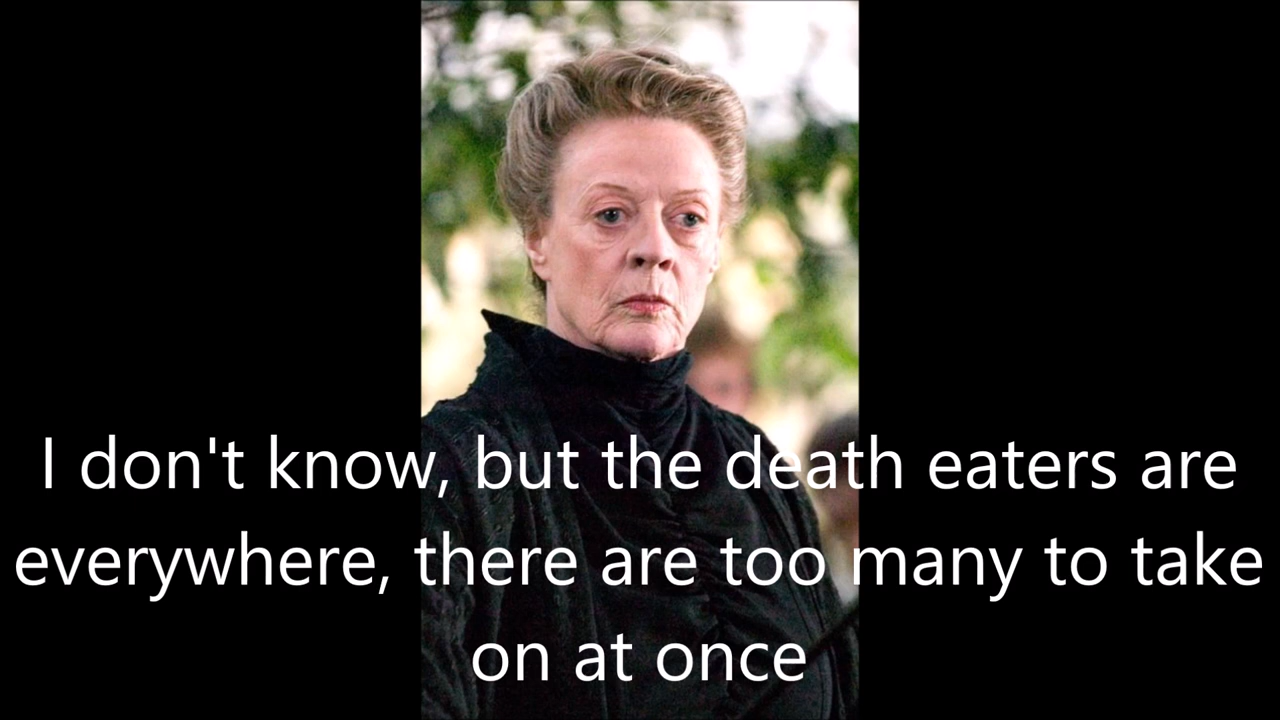 I don't know, but the death eaters are
everywhere, there are too many to take
on at once